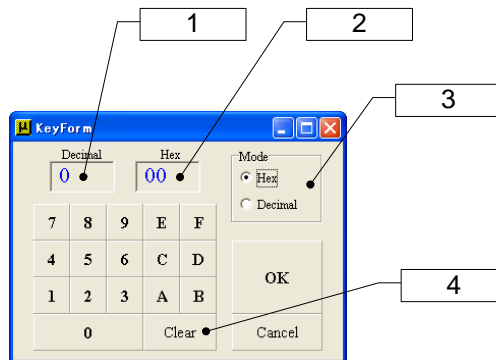 1
2
3
µ KeyForm
Decimal Hex
0 00
Mode
Hex
Decimal
7 8 9 E F
4 5 6 C D
1 2 3 A B
0 Clear
OK
Cancel
4